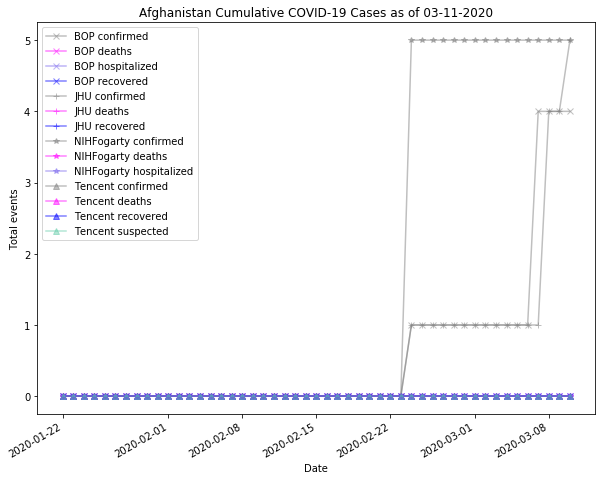 Afghanistan Cumulative COVID-19 Cases as of 03-11-2020
5
4
3
2
1
0
Total events
BOP confirmed
BOP deaths
BOP hospitalized
BOP recovered
JHU confirmed
JHU deaths
JHU recovered
NIHFogarty confirmed
NIHFogarty deaths
NIHFogarty hospitalized
Tencent confirmed
Tencent deaths
Tencent recovered
Tencent suspected
2020-01-22
2020-02-01
2020-02-08
2020-02-15
2020-02-22
2020-03-01
2020-03-08
Date